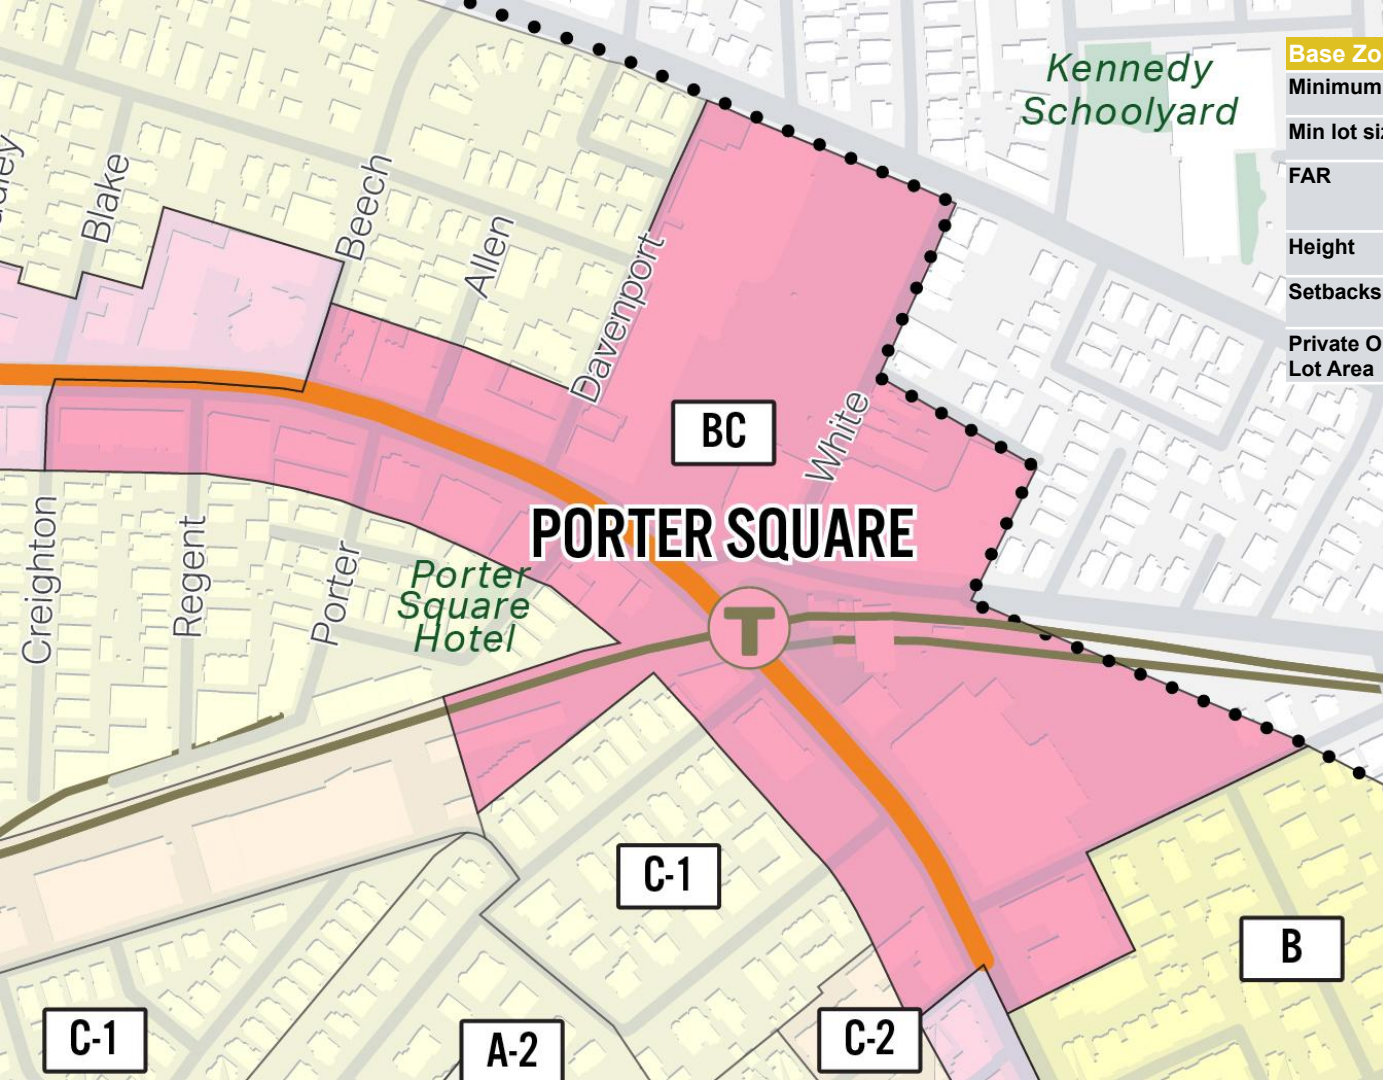 Kennedy
Schoolyard
Base Zo
Minimum
Min lot si
FAR
Height
Setbacks
Private O
Lot Area
Blake
Beech
Allen
Davenport
White
BC
PORTER SQUARE
Porter
Square
Hotel
T
Creighton
Regent
Porter
C-1
B
C-1
A-2
C-2